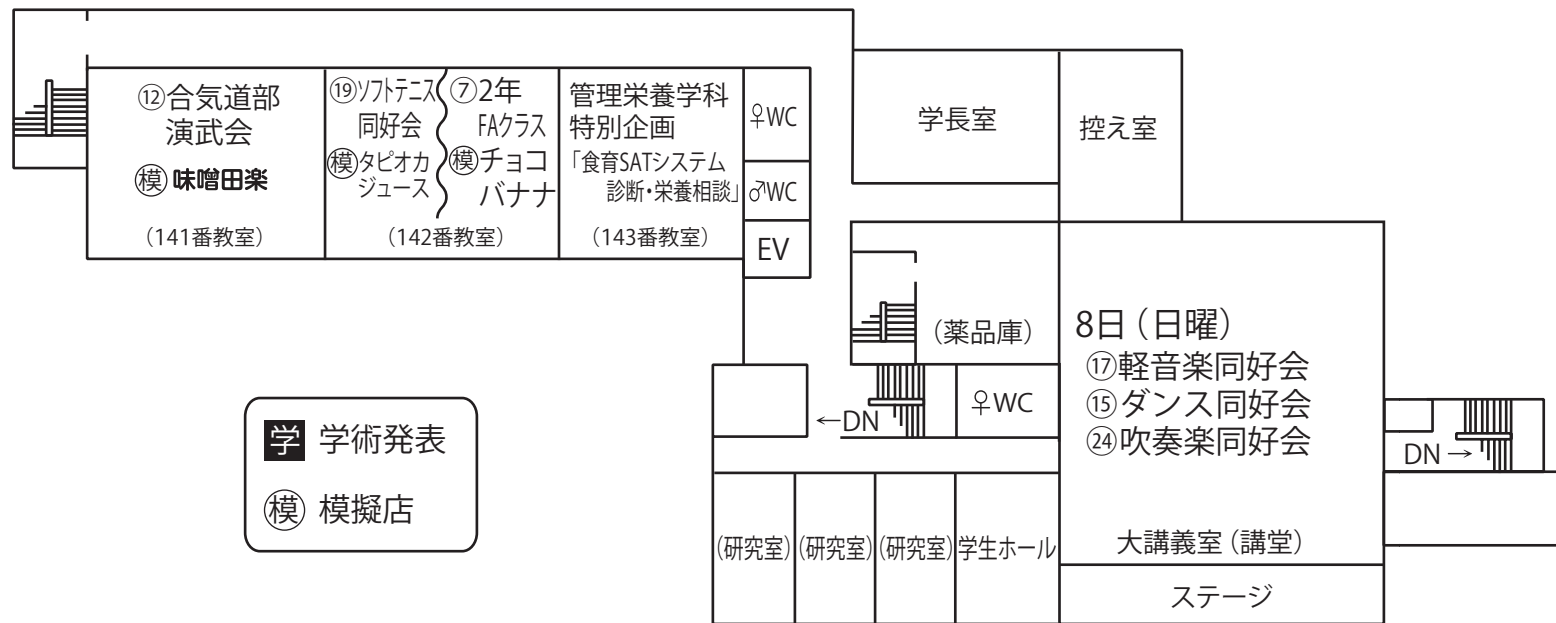 ⑫合気道部
演武会
模 味噌田楽
(141番教室)
⑲ソフトテニス
同好会
模タピオカ
ジュース
⑦2年
FAクラス
模チョコ
バナナ
(142番教室)
管理栄養学科
特別企画
「食育SATシステム
診断・栄養相談」
(143番教室)
♀WC
♂WC
EV
学長室
控え室
(薬品庫)
8日(日曜)
⑰軽音楽同好会
⑮ダンス同好会
㉔吹奏楽同好会
←DN
♀WC
DN→
学 学術発表
模 模擬店
(研究室)
(研究室)
(研究室)
学生ホール
大講義室(講堂)
ステージ